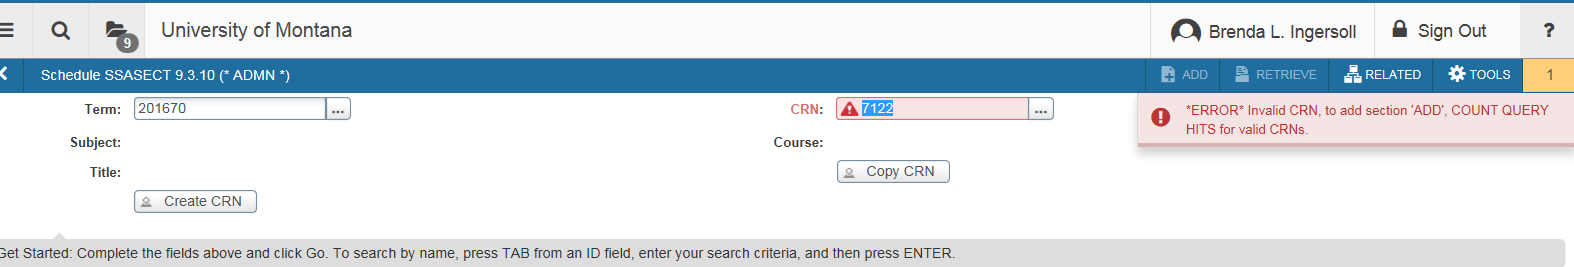 9
University of Montana
Brenda L. Ingersoll
Sign Out
?
Schedule SSASECT 9.3.10 (* ADMN *)
ADD
RETRIEVE
RELATED
TOOLS
1
Term:
201670
...
CRN:
7122
...
*ERROR* Invalid CRN, to add section 'ADD', COUNT QUERY
HITS for valid CRNs.
Subject:
Course:
Title:
Copy CRN
Create CRN
Get Started: Complete the fields above and click Go. To search by name, press TAB from an ID field, enter your search criteria, and then press ENTER.